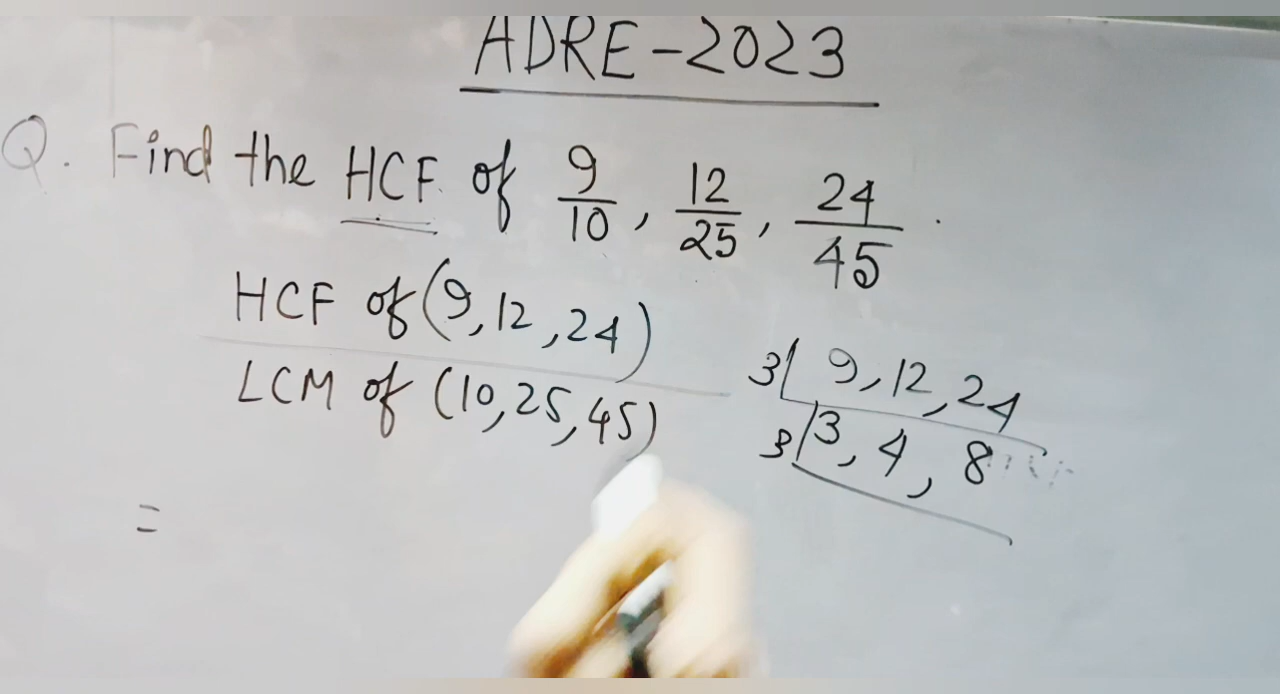 ADRE-2023
Q. Find the HCF of 9/10, 12/25, 24/45.
HCF of (9,12,24)
LCM of (10,25,45)
3 9,12,24
3 3,4,8
=